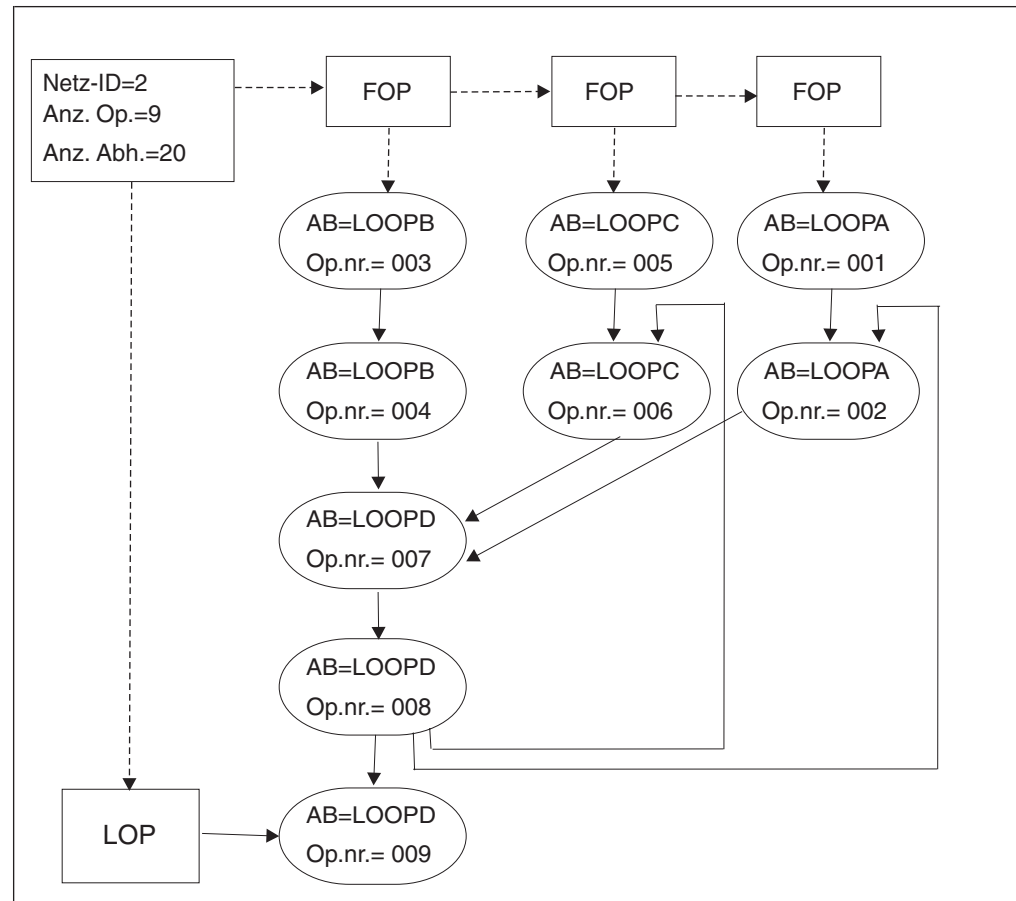 Netz-ID=2
Anz. Op.=9
Anz. Abh.=20
FOP
FOP
FOP
AB=LOOPB
Op.nr.= 003
AB=LOOPC
Op.nr.= 005
AB=LOOPA
Op.nr.= 001
AB=LOOPB
Op.nr.= 004
AB=LOOPC
Op.nr.= 006
AB=LOOPA
Op.nr.= 002
AB=LOOPD
Op.nr.= 007
AB=LOOPD
Op.nr.= 008
LOP
AB=LOOPD
Op.nr.= 009